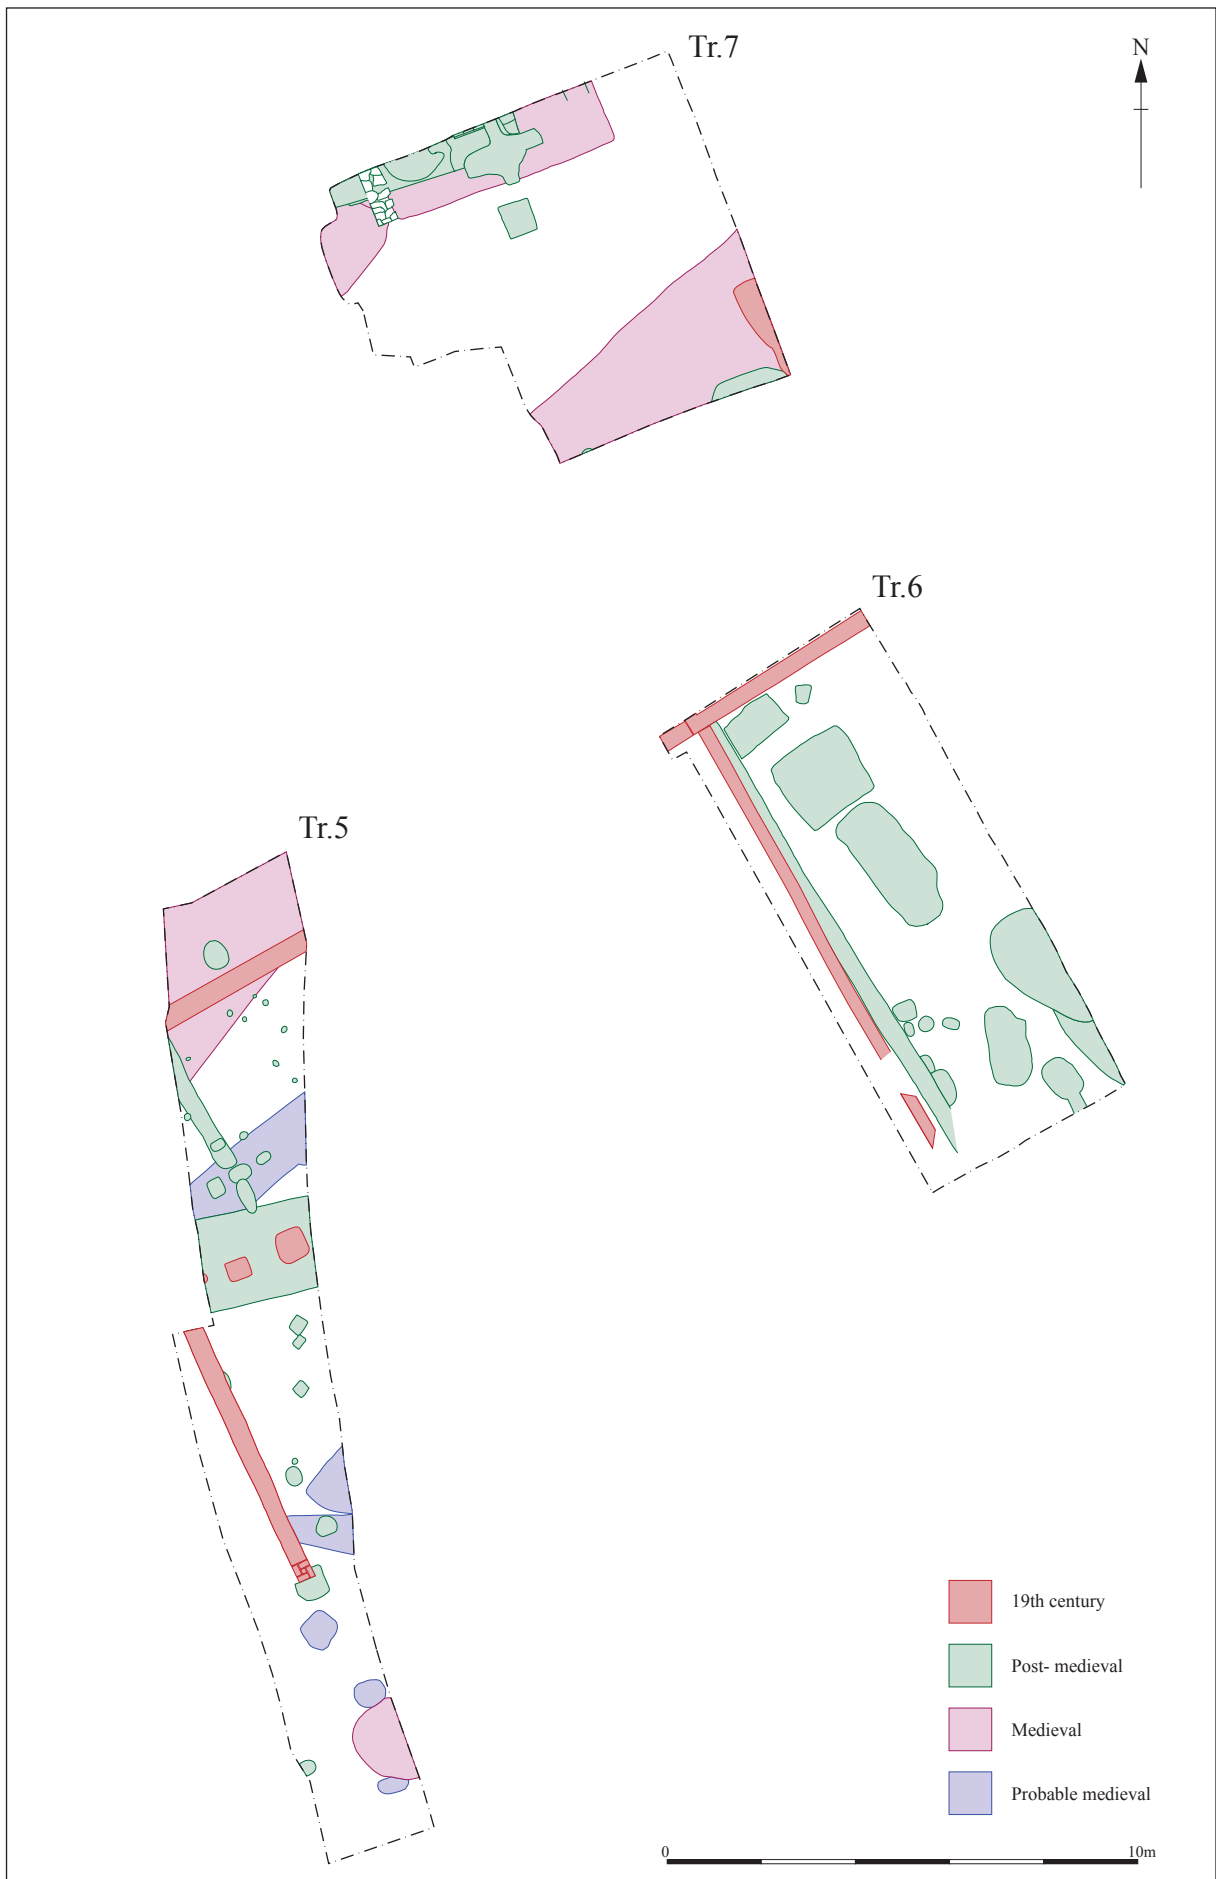 Tr.7
N
Tr.6
Tr.5
19th century
Post- medieval
Medieval
Probable medieval
0
10m